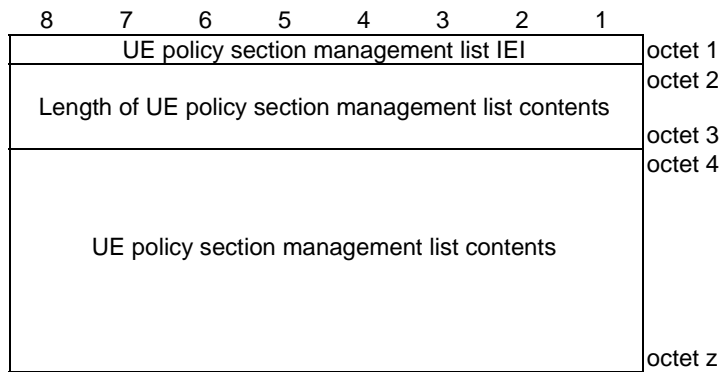 8 7 6 5 4 3 2 1
UE policy section management list IEI octet 1
octet 2
Length of UE policy section management list contents
octet 3
octet 4
UE policy section management list contents
octet z